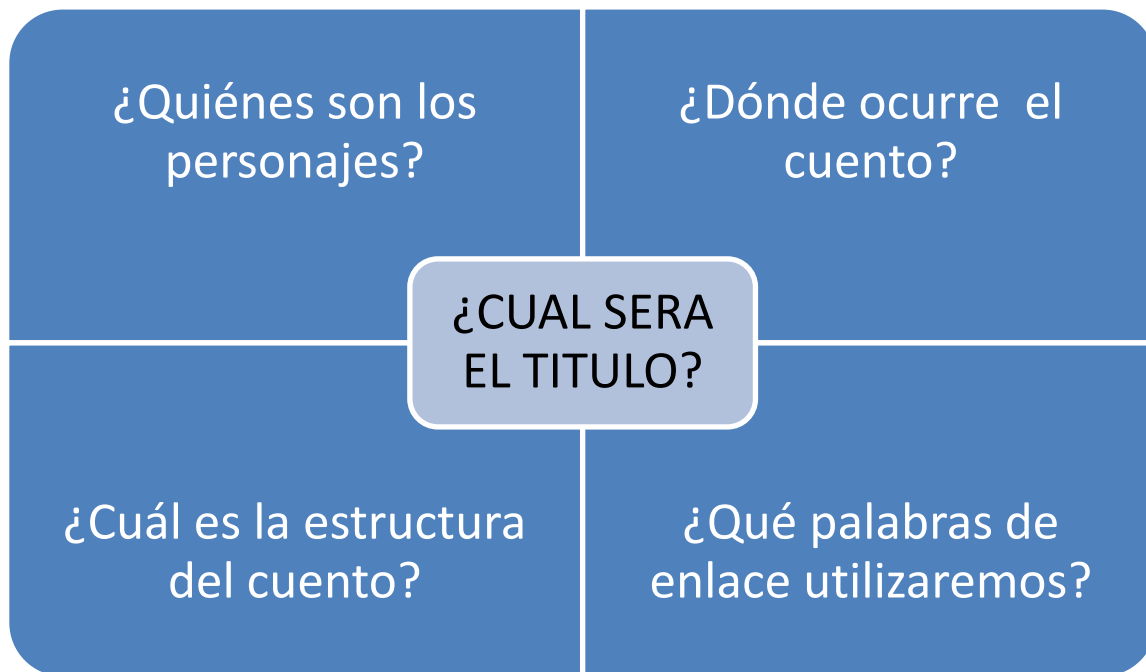 ¿Quiénes son los
personajes?
¿Dónde ocurre  el
cuento?
¿CUAL SERA
EL TITULO?
¿Cuál es la estructura
del cuento?
¿Qué palabras de
enlace utilizaremos?